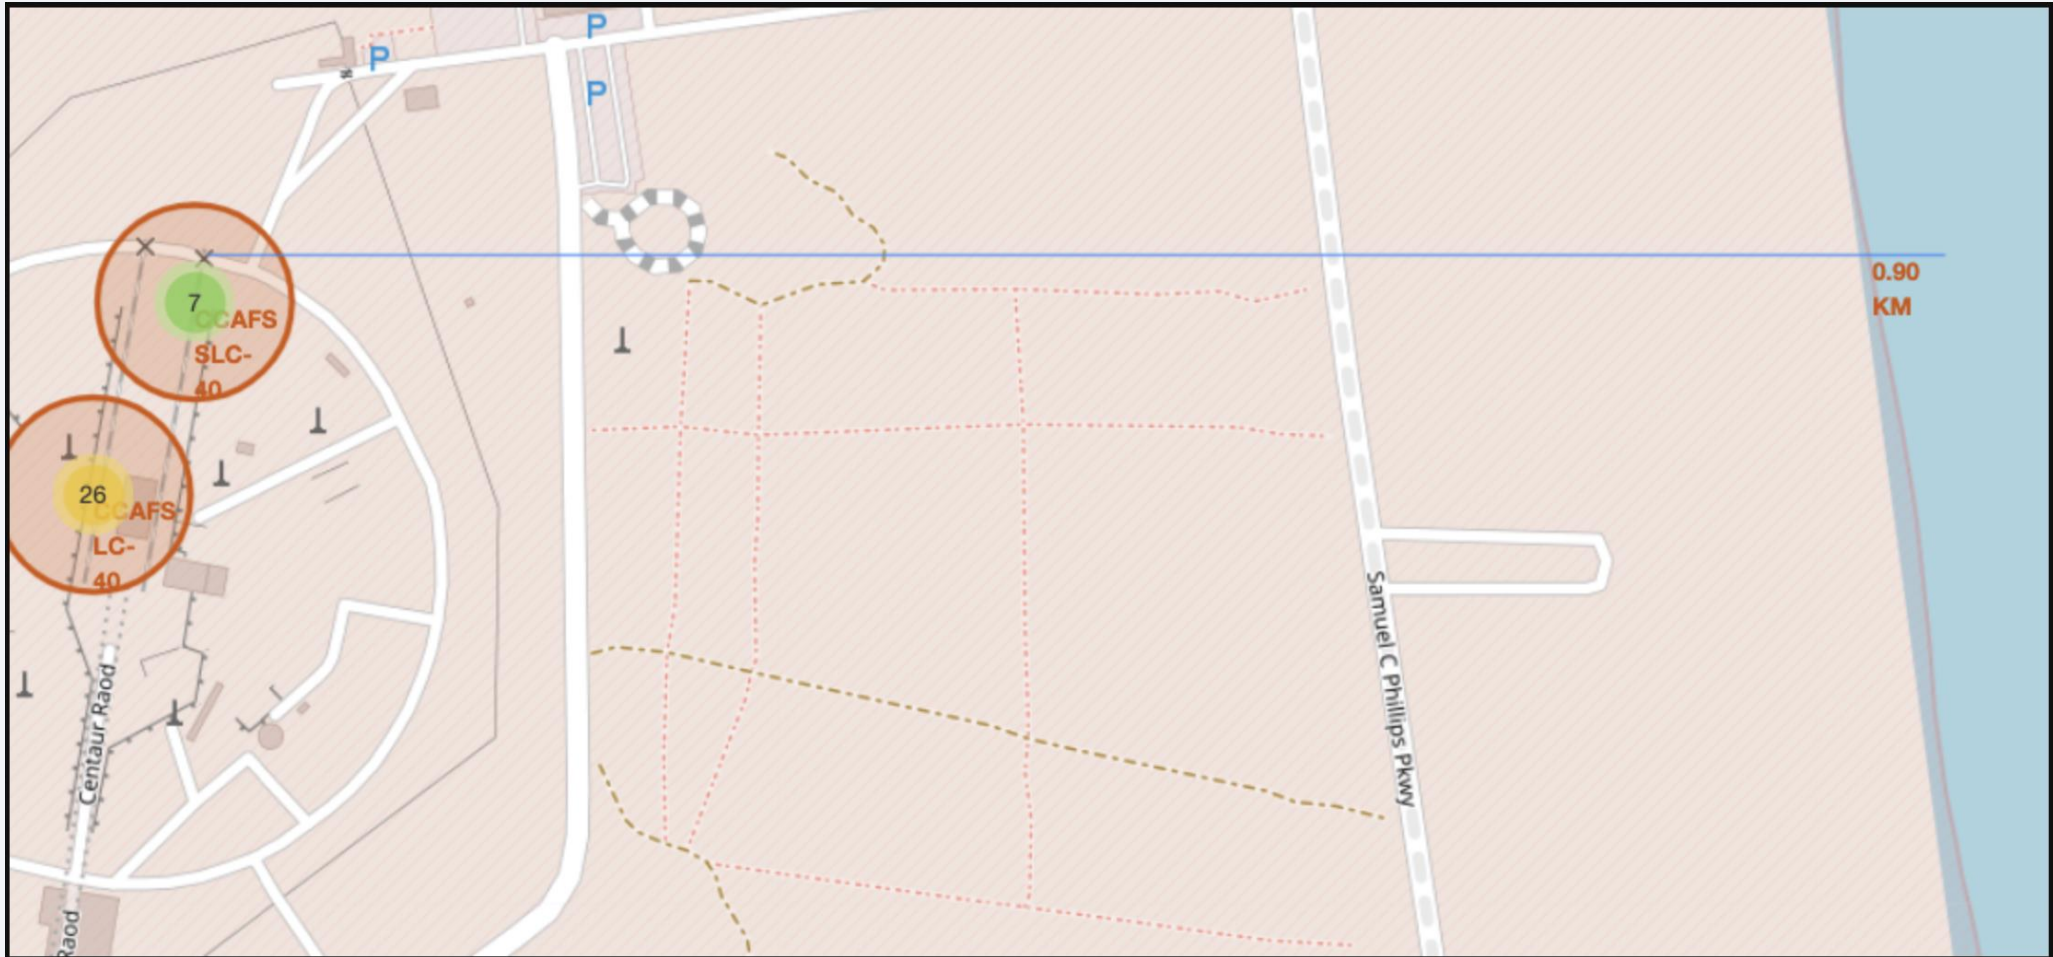 P
P
P
0.90
KM
7
CCAFS
SLC-
40
26
CCAFS
LC-
40
Samuel C Phillips Pkwy
Centaur Raod
Raod